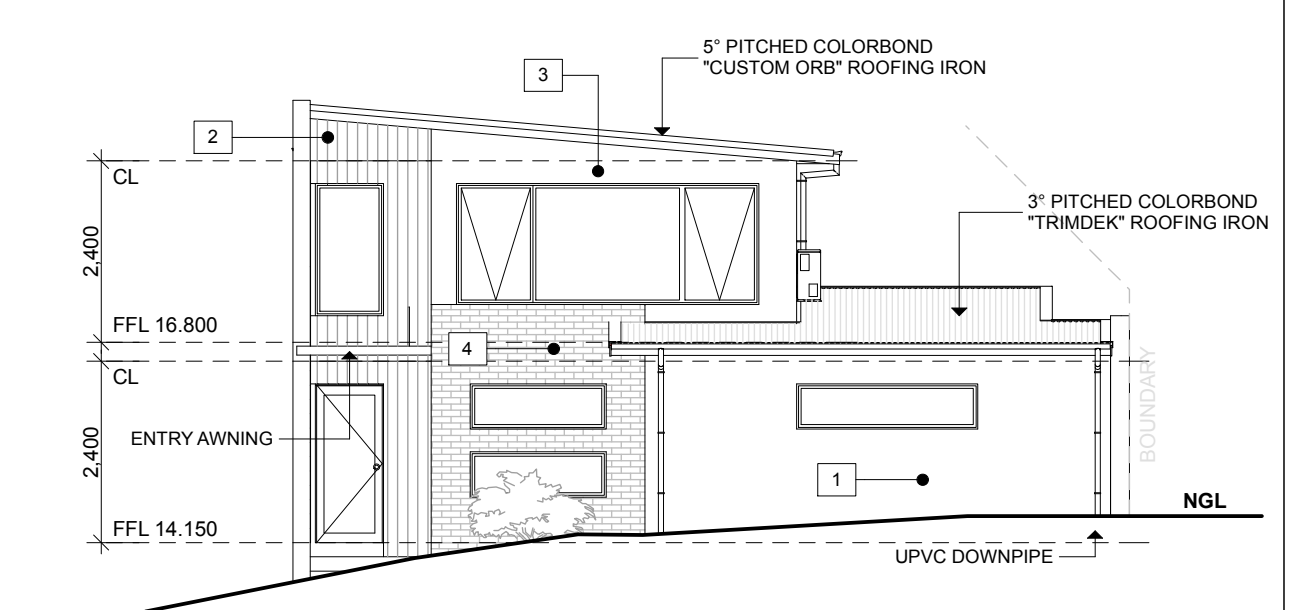 5° PITCHED COLORBOND
"CUSTOM ORB" ROOFING IRON
3
2
CL
3° PITCHED COLORBOND
"TRIMDEK" ROOFING IRON
2,400
FFL 16.800
4
CL
BOUNDARY
ENTRY AWNING
2,400
1
NGL
FFL 14.150
UPVC DOWNPIPE